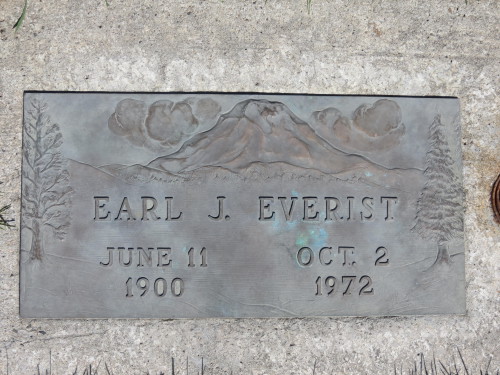 EARL J. EVERIST
JUNE 11 OCT. 2
1900 1972